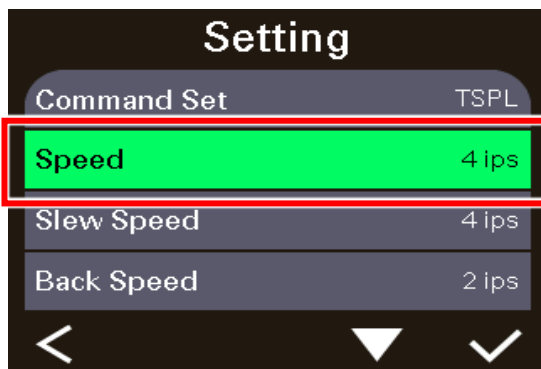 Setting
Command Set TSPL
Speed 4 ips
Slew Speed 4 ips
Back Speed 2 ips